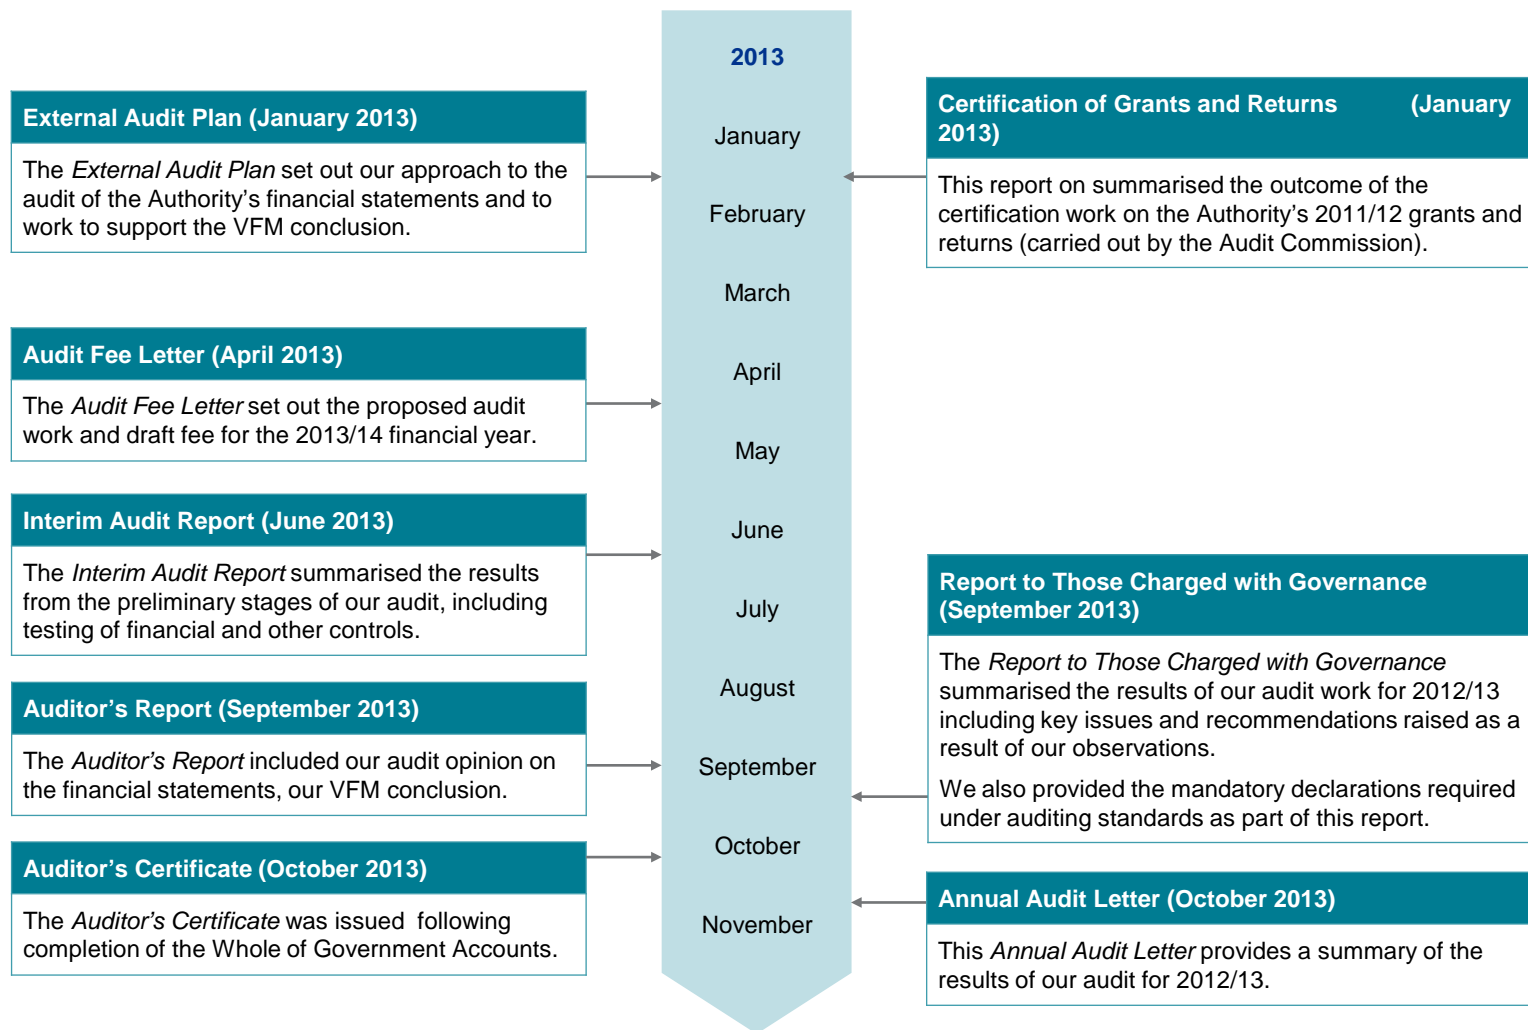 2013
January
February
March
April
May
June
July
August
September
October
November
External Audit Plan (January 2013)
The External Audit Plan set out our approach to the
audit of the Authority’s financial statements and to
work to support the VFM conclusion.
Audit Fee Letter (April 2013)
The Audit Fee Letter set out the proposed audit
work and draft fee for the 2013/14 financial year.
Interim Audit Report (June 2013)
The Interim Audit Report summarised the results
from the preliminary stages of our audit, including
testing of financial and other controls.
Auditor’s Report (September 2013)
The Auditor’s Report included our audit opinion on
the financial statements, our VFM conclusion.
Auditor’s Certificate (October 2013)
The Auditor’s Certificate was issued following
completion of the Whole of Government Accounts.
Certification of Grants and Returns (January
2013)
This report on summarised the outcome of the
certification work on the Authority’s 2011/12 grants and
returns (carried out by the Audit Commission).
Report to Those Charged with Governance
(September 2013)
The Report to Those Charged with Governance
summarised the results of our audit work for 2012/13
including key issues and recommendations raised as a
result of our observations.
We also provided the mandatory declarations required
under auditing standards as part of this report.
Annual Audit Letter (October 2013)
This Annual Audit Letter provides a summary of the
results of our audit for 2012/13.